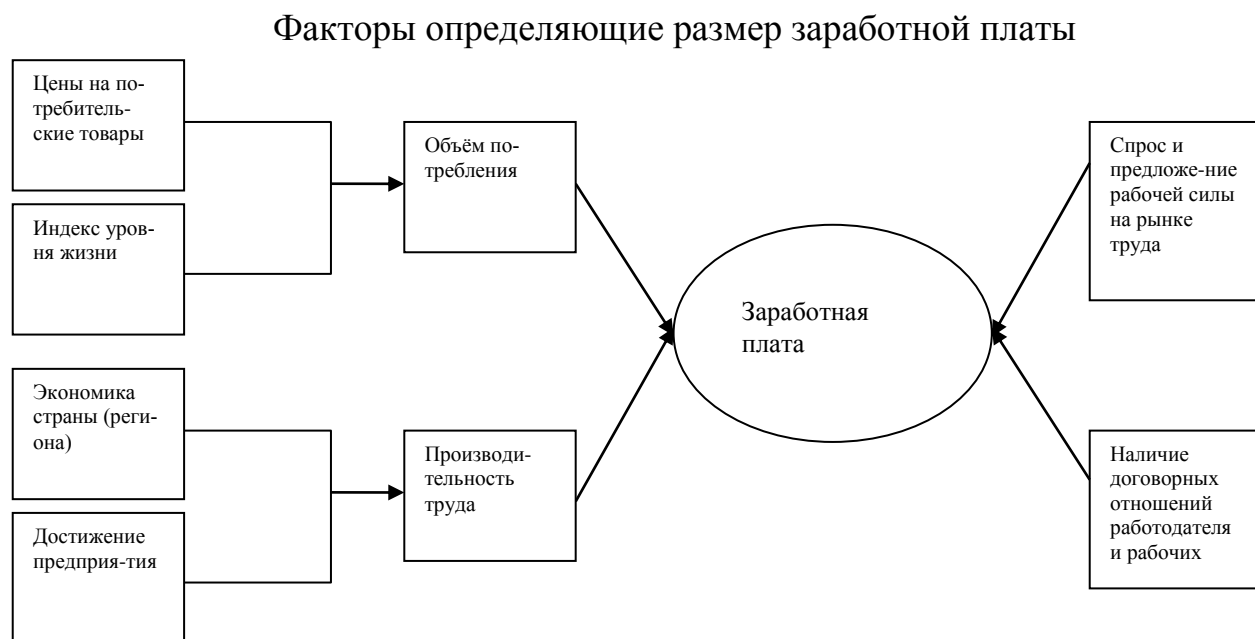 Факторы определяющие размер заработной платы
Цены на по-
требитель-
ские товары
Индекс уров-
ня жизни
Экономика
страны (реги-
она)
Достижение
предприя-тия
Объём по-
требления
Производи-
тельность
труда
Заработная
плата
Спрос и
предложе-ние
рабочей силы
на рынке
труда
Наличие
договорных
отношений
работодателя
и рабочих